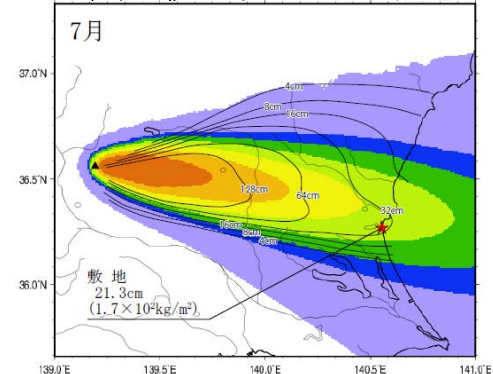 7月
37.0˚N
4cm
8cm
16cm
36.5˚N
128cm
64cm
32cm
16cm
8cm
4cm
敷 地
21.3cm
(1.7×10²kg/m²)
36.0˚N
139.0˚E
139.5˚E
140.0˚E
140.5˚E
141.0˚E